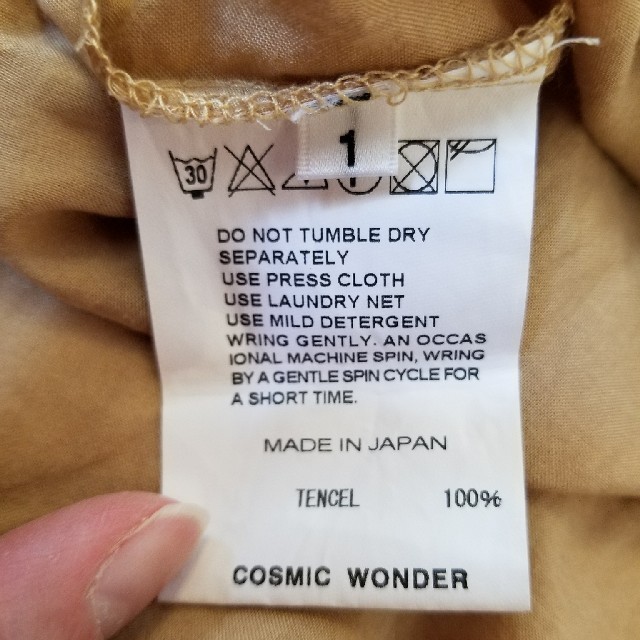 1
30
DO NOT TUMBLE DRY
SEPARATELY
USE PRESS CLOTH
USE LAUNDRY NET
USE MILD DETERGENT
WRING GENTLY. AN OCCAS
IONAL MACHINE SPIN, WRING
BY A GENTLE SPIN CYCLE FOR
A SHORT TIME.
MADE IN JAPAN
TENCEL 100%
COSMIC WONDER